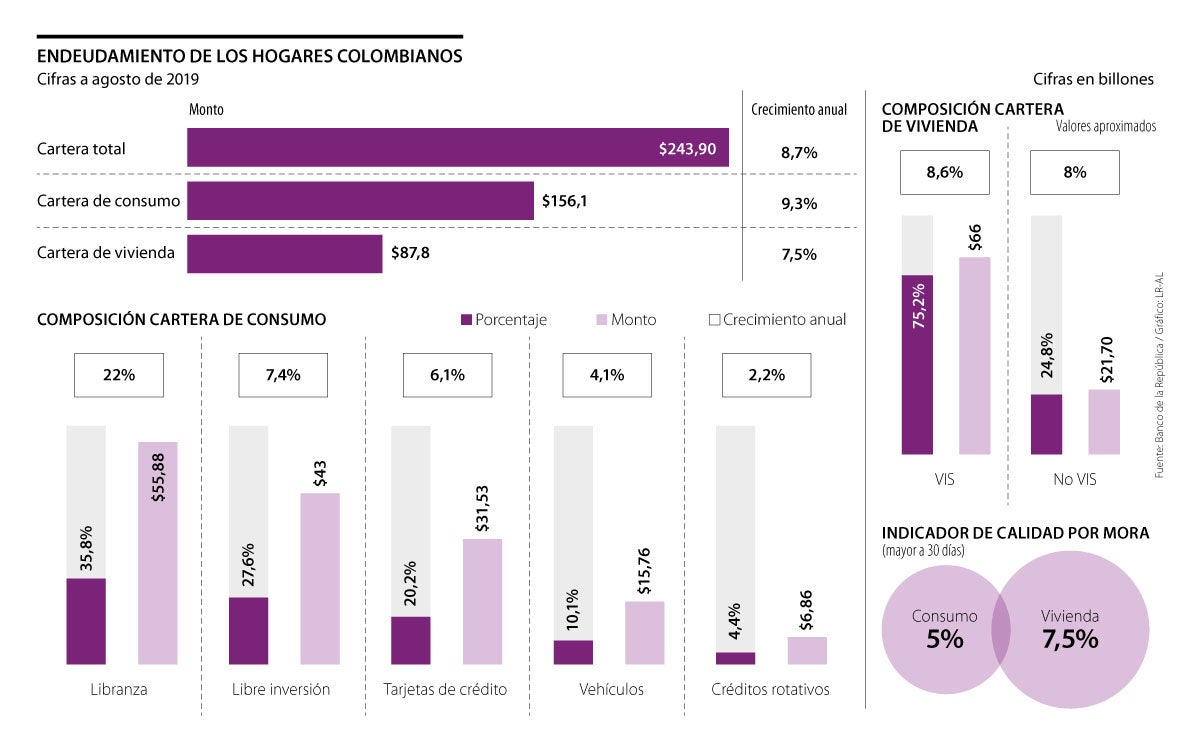 ENDEUDAMIENTO DE LOS HOGARES COLOMBIANOS
Cifras a agosto de 2019
Cifras en billones
Monto
Crecimiento anual
Cartera total
$243,90
8,7%
Cartera de consumo
$156,1
9,3%
Cartera de vivienda
$87,8
7,5%
COMPOSICIÓN CARTERA DE CONSUMO
Porcentaje
Monto
Crecimiento anual
22%
35,8%
$55,88
Libranza
7,4%
27,6%
$43
Libre inversión
6,1%
20,2%
$31,53
Tarjetas de crédito
4,1%
10,1%
$15,76
Vehículos
2,2%
4,4%
$6,86
Créditos rotativos
COMPOSICIÓN CARTERA
DE VIVIENDA
Valores aproximados
8,6%
75,2%
$66
VIS
8%
24,8%
$21,70
No VIS
INDICADOR DE CALIDAD POR MORA
(mayor a 30 días)
Consumo
5%
Vivienda
7,5%
Fuente: Banco de la República / Gráfico: LR-AL